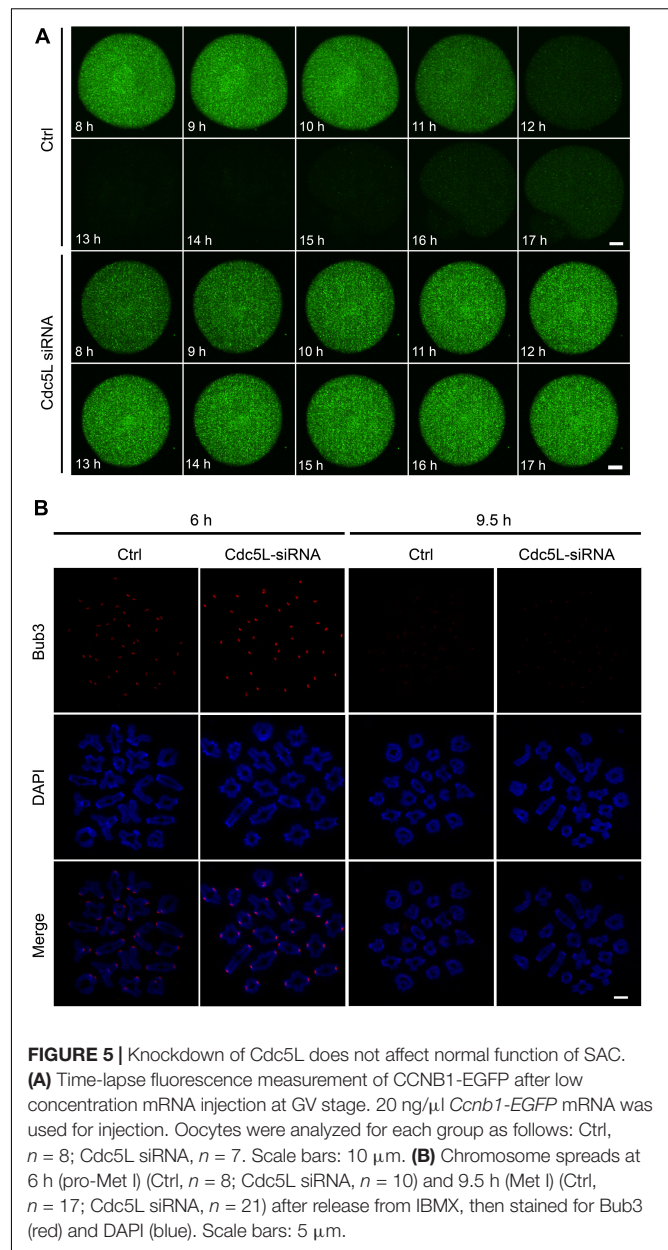 A
Ctrl
8 h 9 h 10 h 11 h 12 h
13 h 14 h 15 h 16 h 17 h
Cdc5L siRNA
8 h 9 h 10 h 11 h 12 h
13 h 14 h 15 h 16 h 17 h
B
6 h 9.5 h
Ctrl Cdc5L-siRNA Ctrl Cdc5L-siRNA
Bub3
DAPI
Merge
FIGURE 5 | Knockdown of Cdc5L does not affect normal function of SAC.
(A) Time-lapse fluorescence measurement of CCNB1-EGFP after low
concentration mRNA injection at GV stage. 20 ng/μl Ccnb1-EGFP mRNA was
used for injection. Oocytes were analyzed for each group as follows: Ctrl,
n = 8; Cdc5L siRNA, n = 7. Scale bars: 10 μm. (B) Chromosome spreads at
6 h (pro-Met I) (Ctrl, n = 8; Cdc5L siRNA, n = 10) and 9.5 h (Met I) (Ctrl,
n = 17; Cdc5L siRNA, n = 21) after release from IBMX, then stained for Bub3
(red) and DAPI (blue). Scale bars: 5 μm.